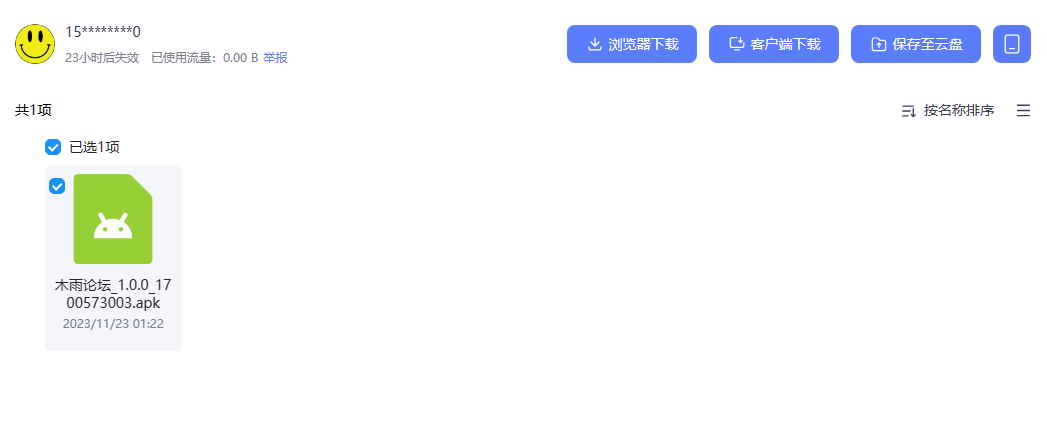 15********0
23小时后失效 已使用流量：0.00 B 举报
浏览器下载
客户端下载
保存至云盘
共1项
按名称排序
已选1项
木雨论坛_1.0.0_17
00573003.apk
2023/11/23 01:22